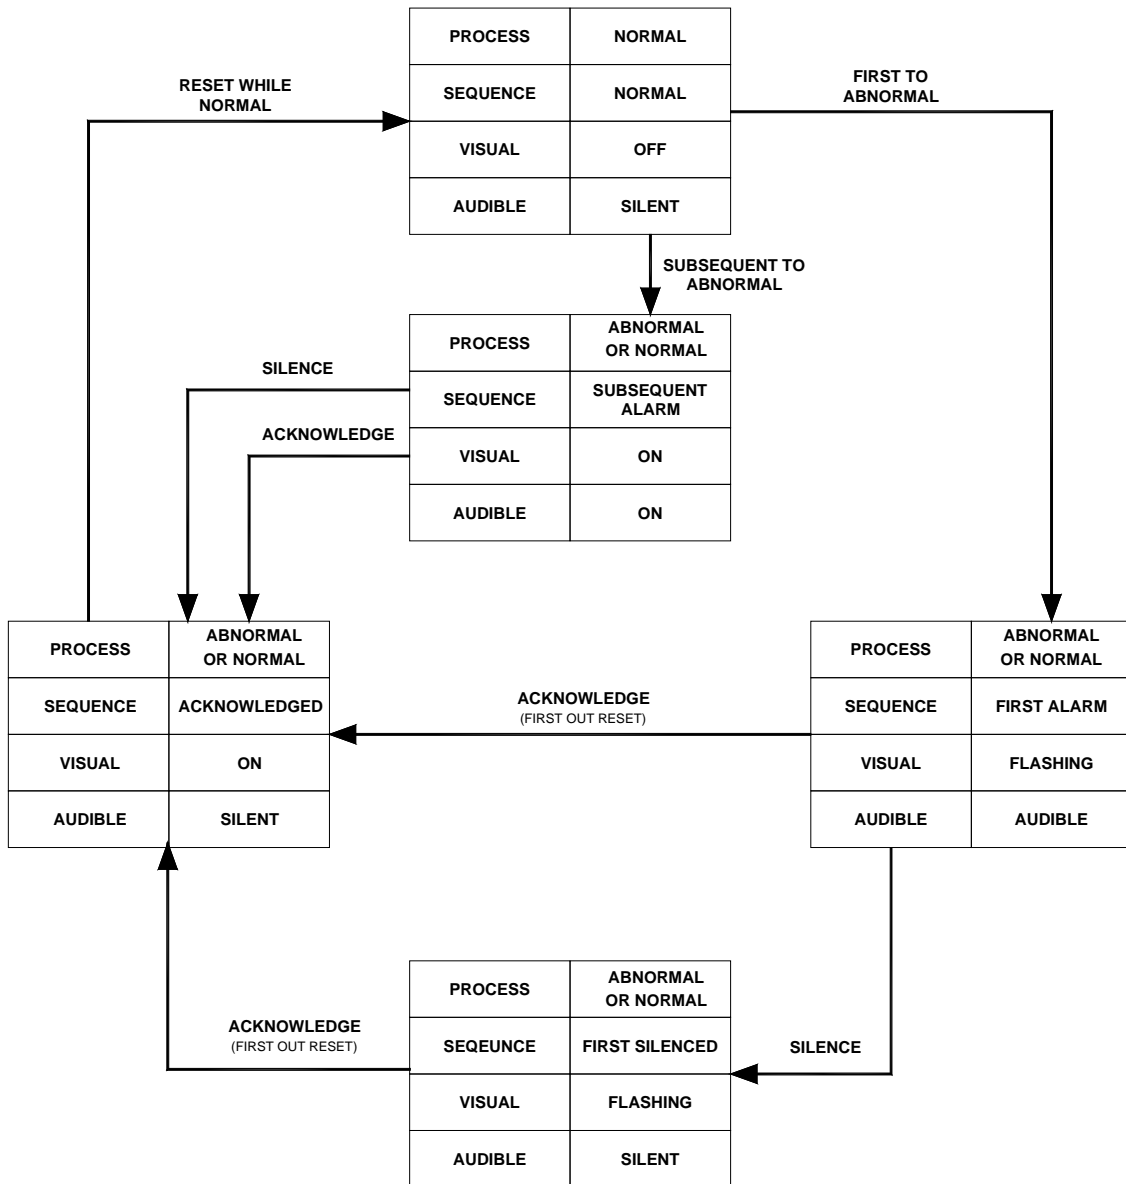 PROCESS NORMAL
SEQUENCE NORMAL
VISUAL OFF
AUDIBLE SILENT
RESET WHILE
NORMAL
FIRST TO
ABNORMAL
SUBSEQUENT TO
ABNORMAL
PROCESS ABNORMAL
OR NORMAL
SEQUENCE SUBSEQUENT
ALARM
VISUAL ON
AUDIBLE ON
SILENCE
ACKNOWLEDGE
PROCESS ABNORMAL
OR NORMAL
SEQUENCE ACKNOWLEDGED
VISUAL ON
AUDIBLE SILENT
ACKNOWLEDGE
(FIRST OUT RESET)
PROCESS ABNORMAL
OR NORMAL
SEQUENCE FIRST ALARM
VISUAL FLASHING
AUDIBLE AUDIBLE
ACKNOWLEDGE
(FIRST OUT RESET)
PROCESS ABNORMAL
OR NORMAL
SEQEUNCE FIRST SILENCED
VISUAL FLASHING
AUDIBLE SILENT
SILENCE